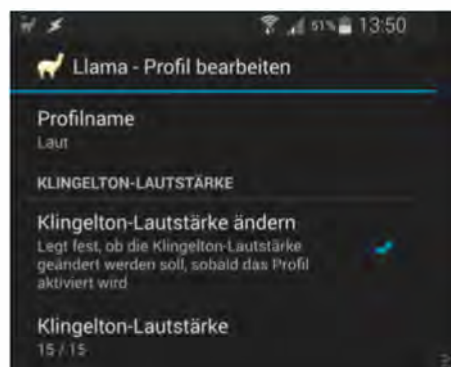 51% 13:50
Llama - Profil bearbeiten
Profilname
Laut
KLINGELTON-LAUTSTÄRKE
Klingelton-Lautstärke ändern
Legt fest, ob die Klingelton-Lautstärke
geändert werden soll, sobald das Profil
aktiviert wird
Klingelton-Lautstärke
15 / 15